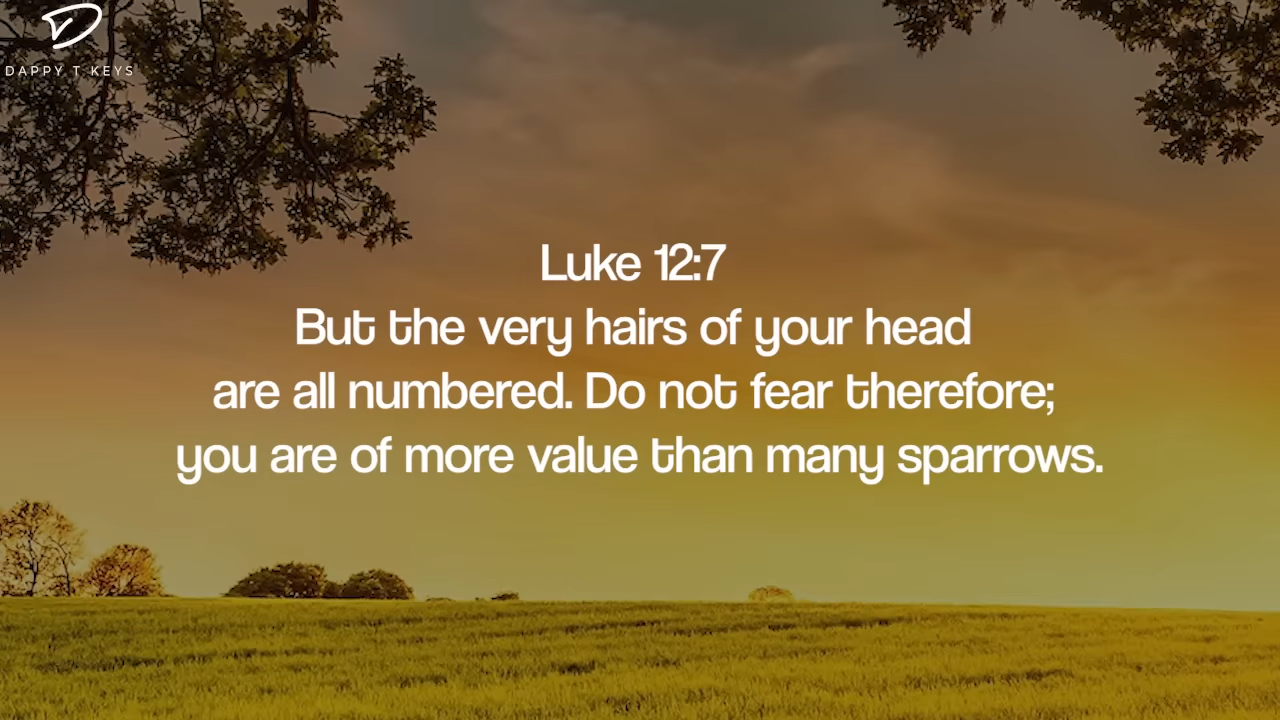 DAPPY T KEYS
Luke 12:7
But the very hairs of your head
are all numbered. Do not fear therefore;
you are of more value than many sparrows.